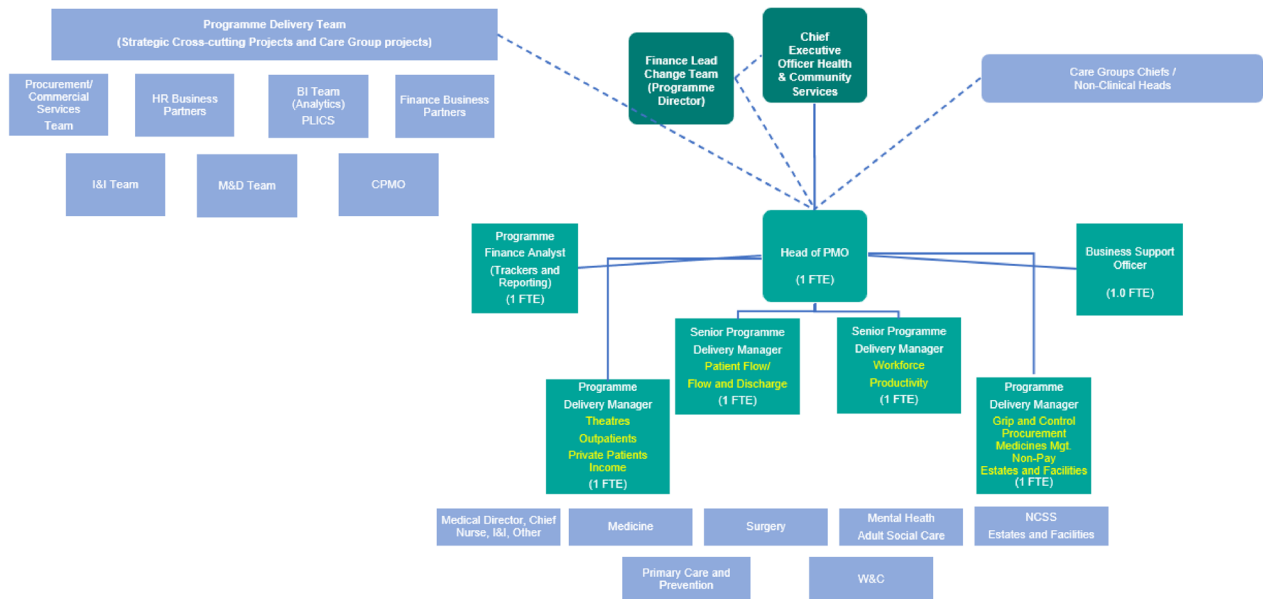 Programme Delivery Team
(Strategic Cross-cutting Projects and Care Group projects)
Finance Lead
Change Team
(Programme
Director)
Chief
Executive
Officer Health
& Community
Services
Care Groups Chiefs /
Non-Clinical Heads
Procurement/
Commercial
Services
Team
HR Business
Partners
BI Team
(Analytics)
PLICS
Finance Business
Partners
I&I Team
M&D Team
CPMO
Programme
Finance Analyst
(Trackers and
Reporting)
(1 FTE)
Head of PMO
(1 FTE)
Business Support
Officer
(1.0 FTE)
Senior Programme
Delivery Manager
Patient Flow/
Flow and Discharge
(1 FTE)
Senior Programme
Delivery Manager
Workforce
Productivity
(1 FTE)
Programme
Delivery Manager
Theatres
Outpatients
Private Patients
Income
(1 FTE)
Programme
Delivery Manager
Grip and Control
Procurement
Medicines Mgt.
Non-Pay
Estates and Facilities
(1 FTE)
Medical Director, Chief
Nurse, I&I, Other
Medicine
Surgery
Mental Heath
Adult Social Care
NCSS
Estates and Facilities
Primary Care and
Prevention
W&C